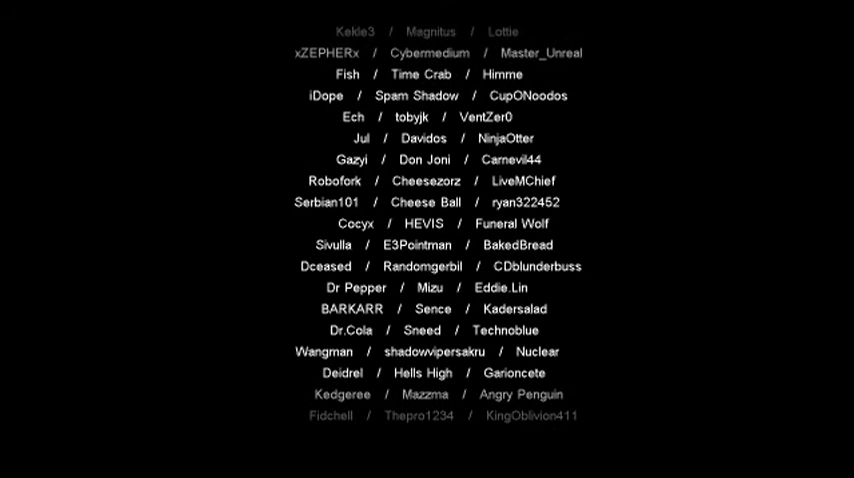 Kekle3 / Magnitus / Lottie
xZEPHERx / Cybermedium / Master_Unreal
Fish / Time Crab / Himme
iDope / Spam Shadow / CupONoodos
Ech / tobyjk / VentZer0
Jul / Davidos / NinjaOtter
Gazyi / Don Joni / Carnevil44
Robofork / Cheesezorz / LiveMChief
Serbian101 / Cheese Ball / ryan322452
Cocyx / HEVIS / Funeral Wolf
Sivulla / E3Pointman / BakedBread
Dceased / Randomgerbil / CDblunderbuss
Dr Pepper / Mizu / Eddie.Lin
BARKARR / Sence / Kadersalad
Dr.Cola / Sneed / Technoblue
Wangman / shadowvipersakru / Nuclear
Deidrel / Hells High / Garioncete
Kedgeree / Mazzma / Angry Penguin
Fidchell / Thepro1234 / KingOblivion411